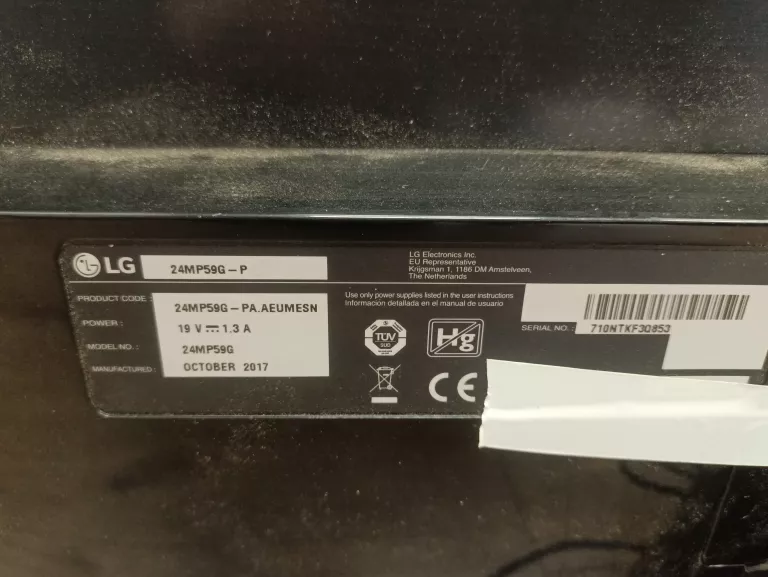 LG 24MP59G-P
LG Electronics Inc.
EU Representative
Krijgsman 1, 1186 DM Amstelveen,
The Netherlands
PRODUCT CODE: 24MP59G-PA.AEUMESN
POWER: 19 V 1.3 A
MODEL NO.: 24MP59G
MANUFACTURED: OCTOBER 2017
Use only power supplies listed in the user instructions
Información detallada en el manual de usuario
TÜV
SUD
Hg
CE
SERIAL NO.: 710NTKF3Q853